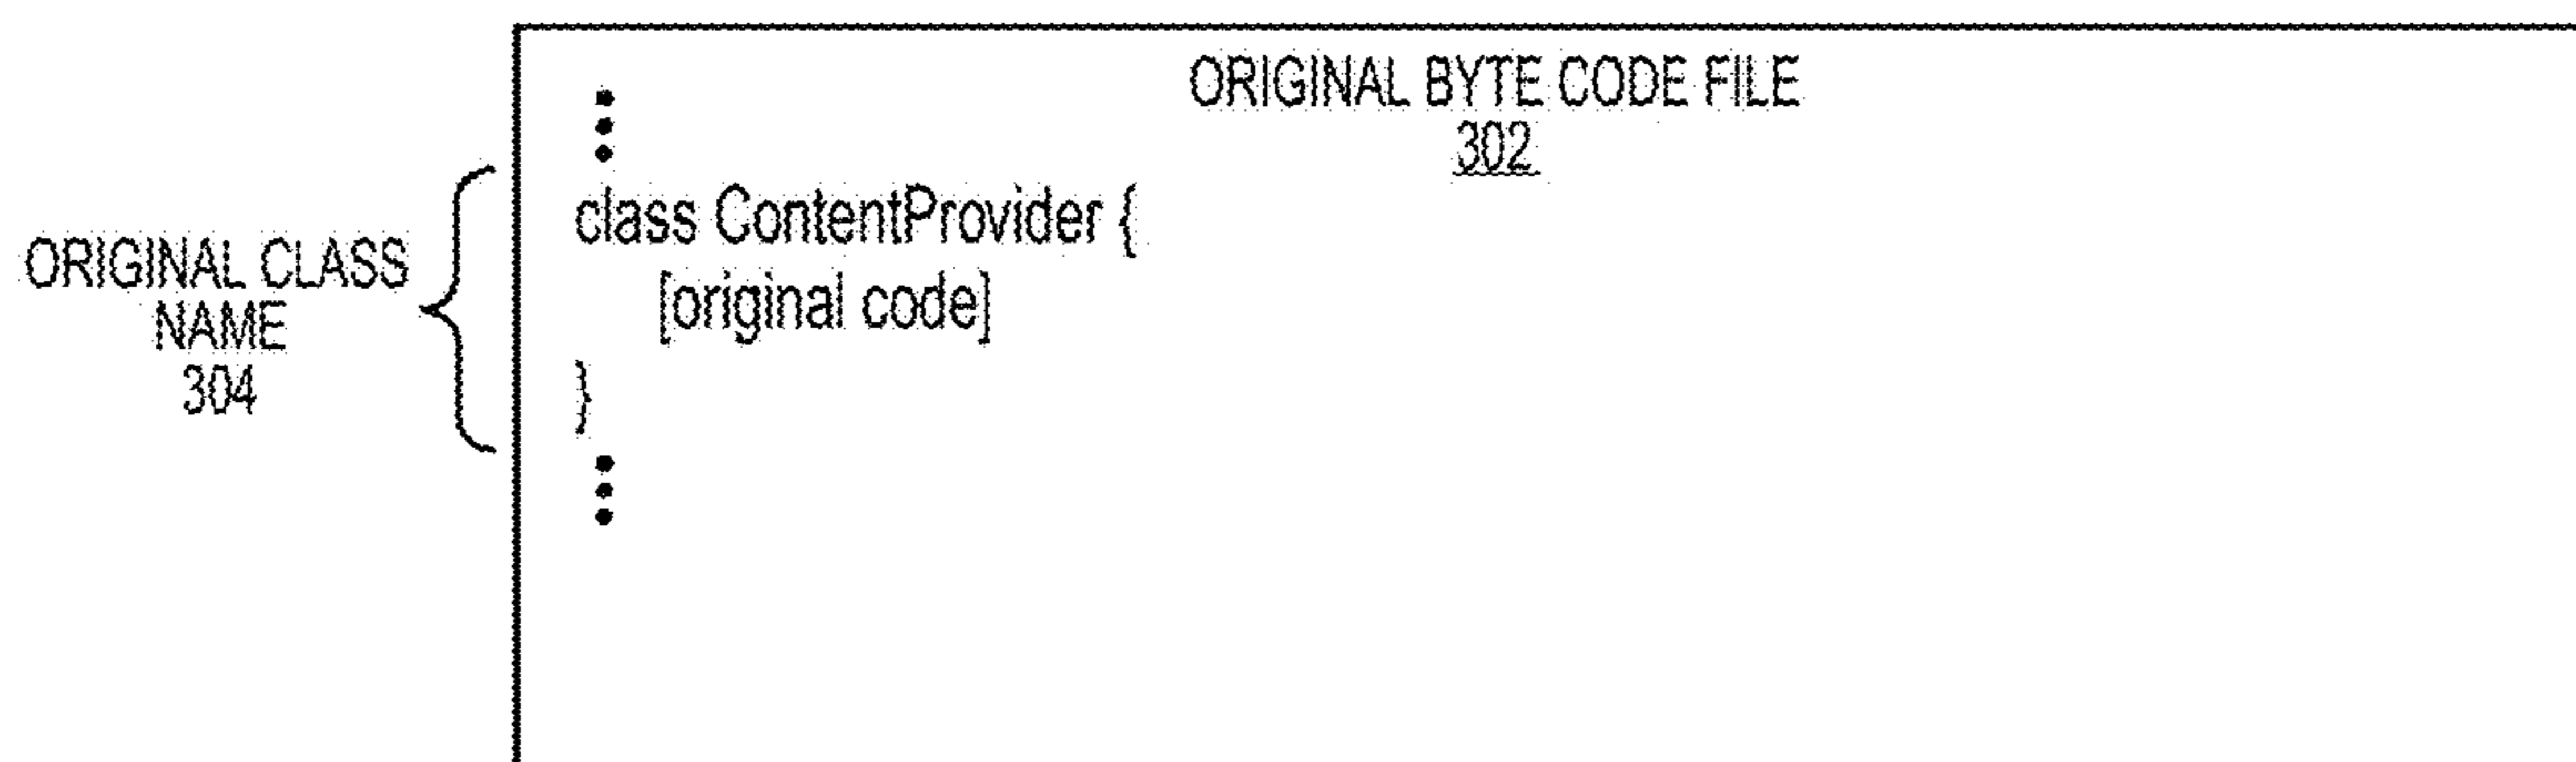 ORIGINAL BYTE CODE FILE
302
class ContentProvider {
[original code]
}
ORIGINAL CLASS
NAME
304